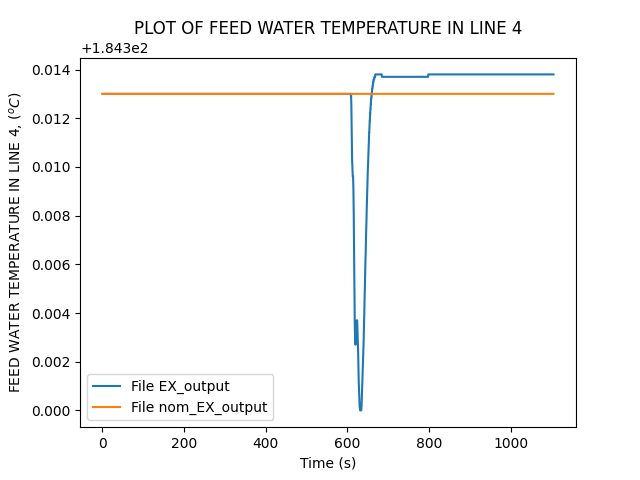 PLOT OF FEED WATER TEMPERATURE IN LINE 4
+1.843e2
0.014
0.012
0.010
0.008
0.006
0.004
0.002
0.000
FEED WATER TEMPERATURE IN LINE 4, (°C)
File EX_output
File nom_EX_output
0 200 400 600 800 1000
Time (s)